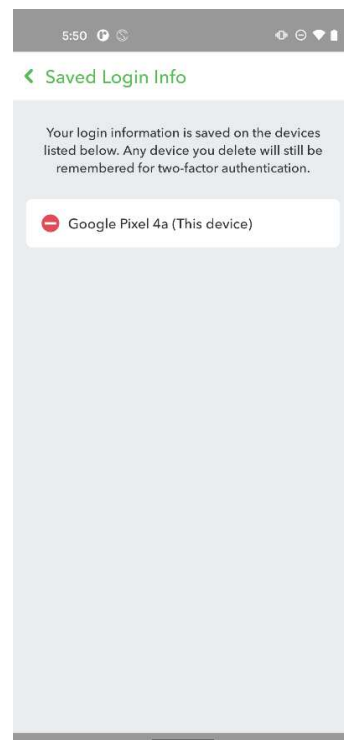 5:50
Saved Login Info
Your login information is saved on the devices
listed below. Any device you delete will still be
remembered for two-factor authentication.
Google Pixel 4a (This device)